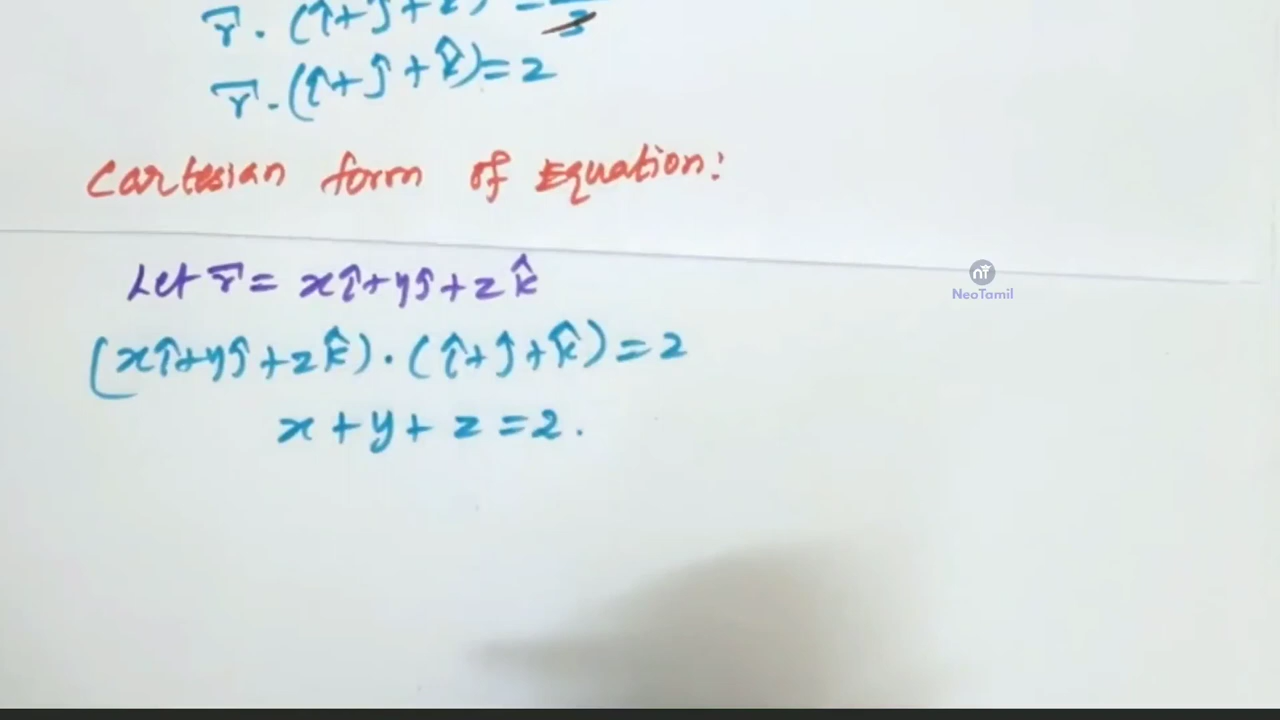 r⃗ · (î + ĵ +
r⃗ · (î + ĵ + k̂) = 2
Cartesian form of Equation:
Let r⃗ = xî + yĵ + zk̂
(xî + yĵ + zk̂) · (î + ĵ + k̂) = 2
x + y + z = 2.
NeoTamil